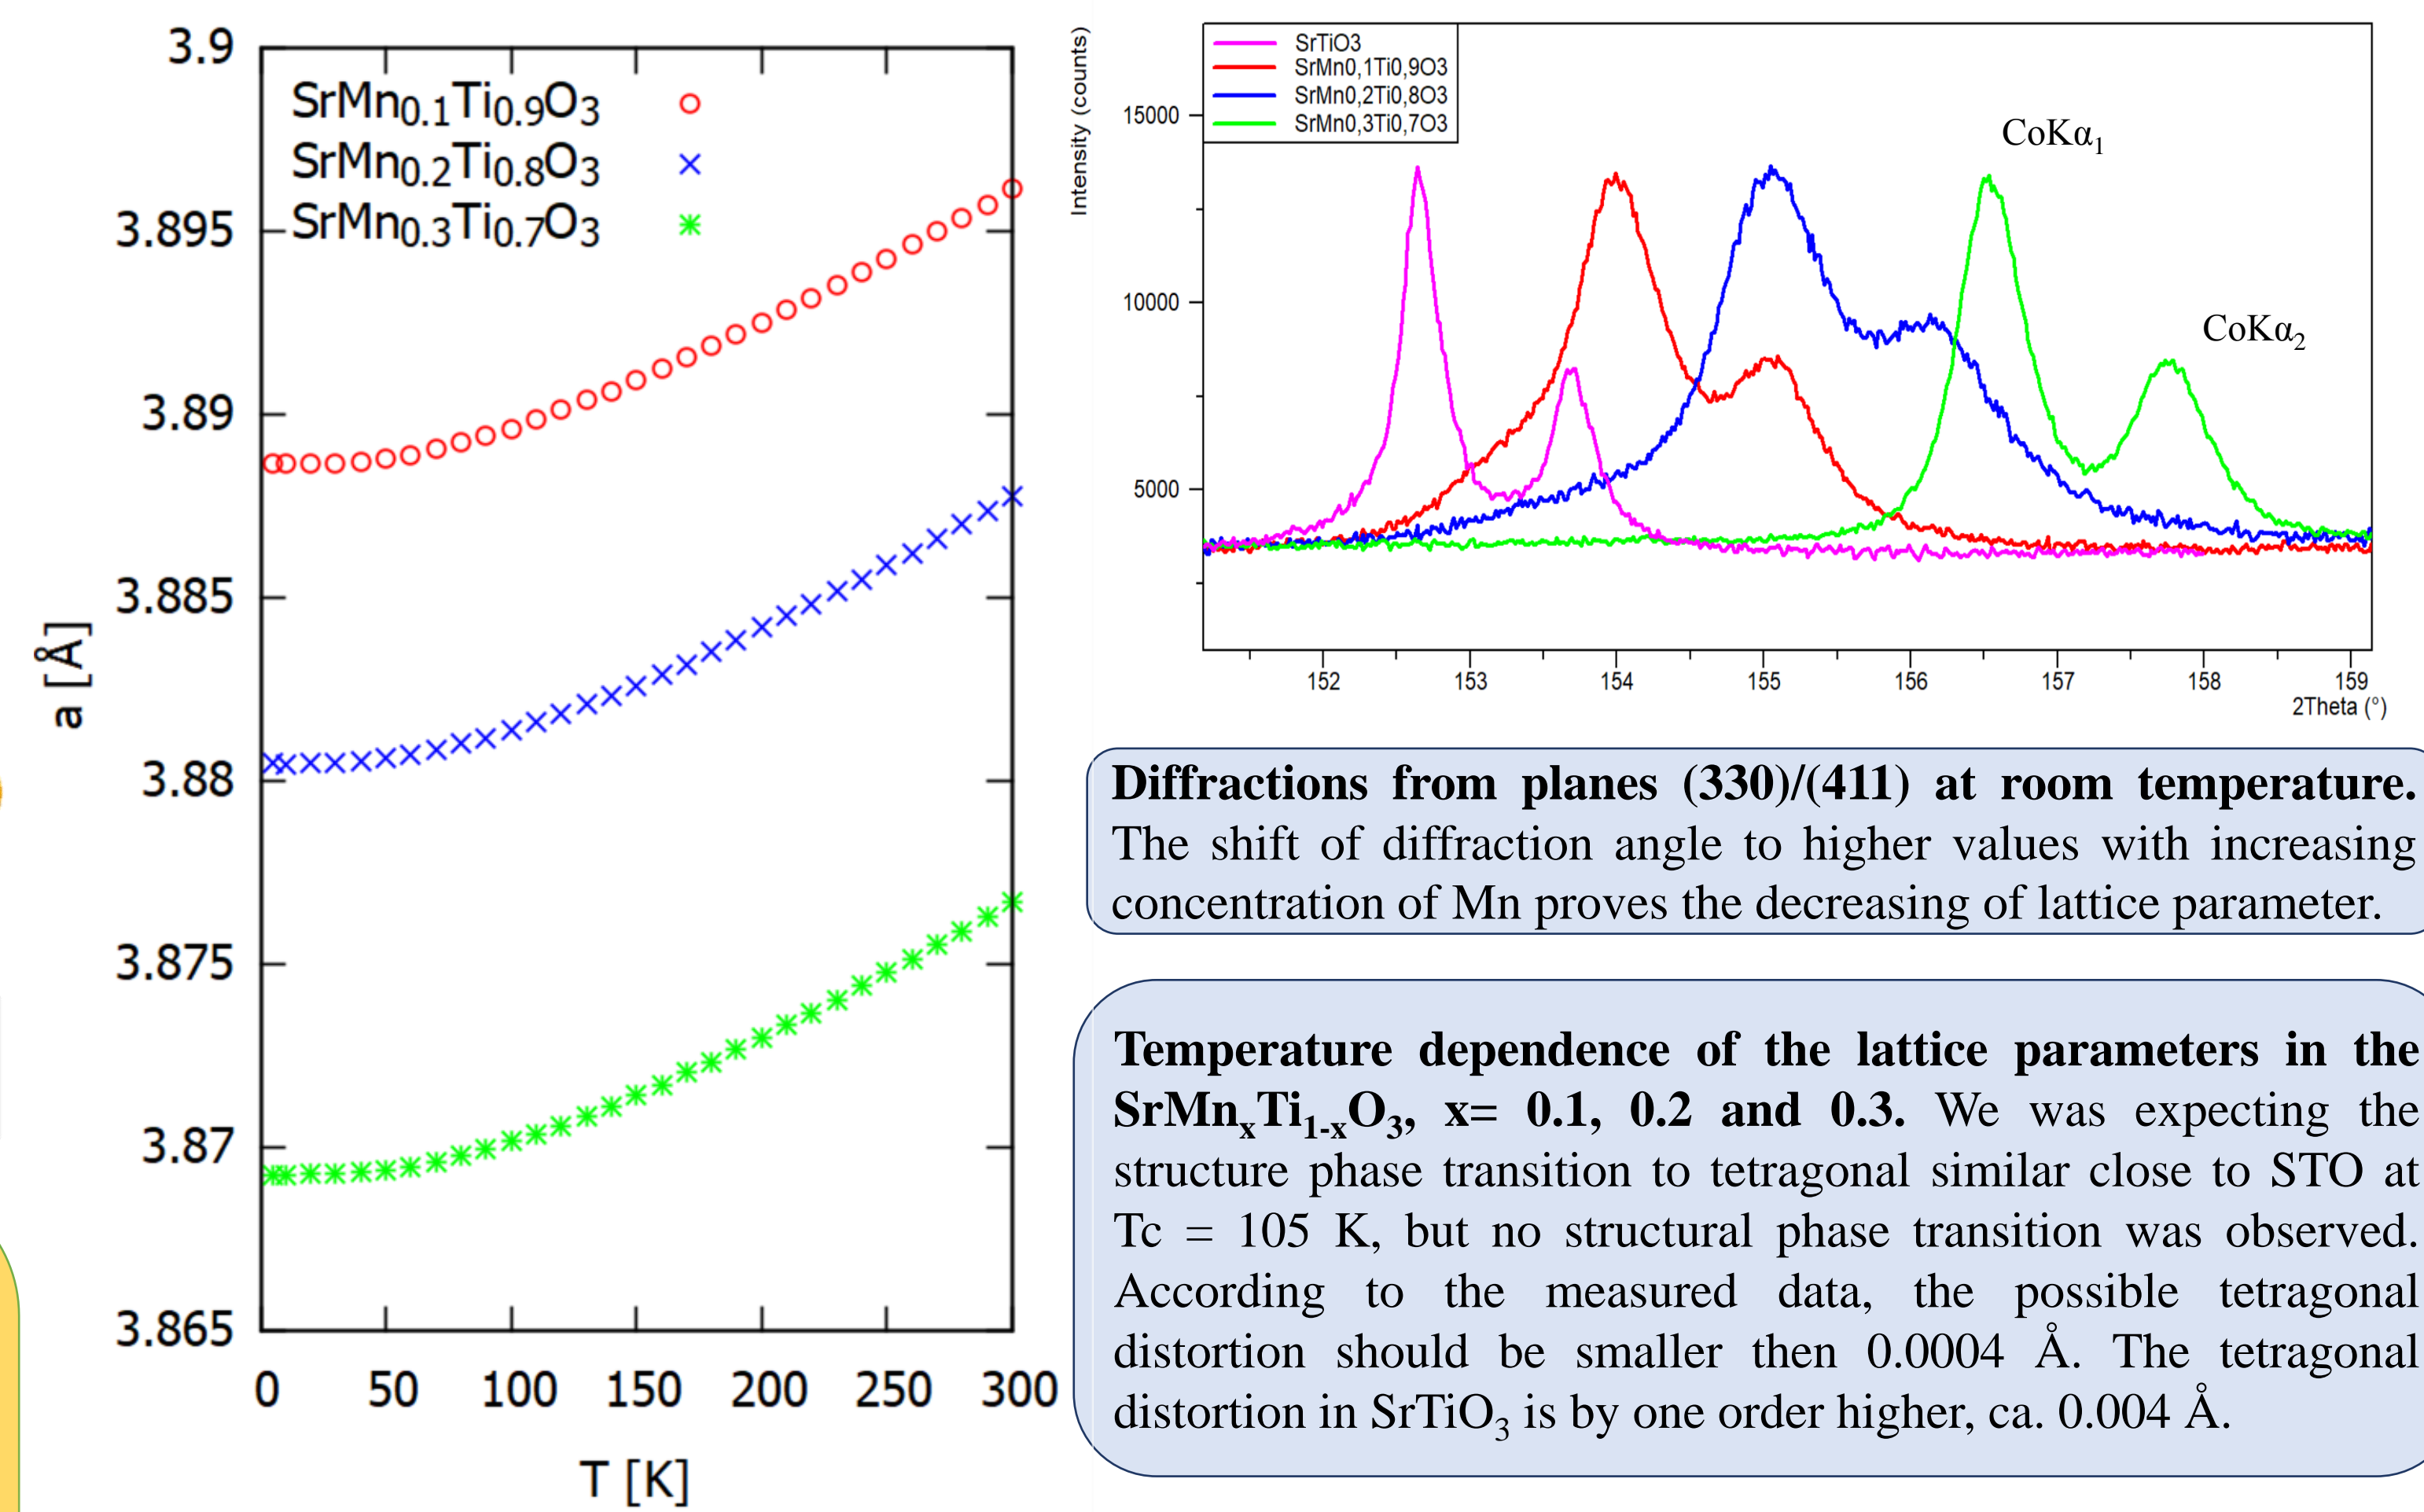 3.9
3.895
3.89
3.885
3.88
3.875
3.87
3.865
a [Å]
SrMn0.1Ti0.9O3
SrMn0.2Ti0.8O3
SrMn0.3Ti0.7O3
0 50 100 150 200 250 300
T [K]
Intensity (counts)
15000
10000
5000
SrTiO3
SrMn0,1Ti0,9O3
SrMn0,2Ti0,8O3
SrMn0,3Ti0,7O3
CoKα1
CoKα2
152 153 154 155 156 157 158 159
2Theta (°)
Diffractions from planes (330)/(411) at room temperature.
The shift of diffraction angle to higher values with increasing
concentration of Mn proves the decreasing of lattice parameter.
Temperature dependence of the lattice parameters in the
SrMnxTi1-xO3, x= 0.1, 0.2 and 0.3. We was expecting the
structure phase transition to tetragonal similar close to STO at
Tc = 105 K, but no structural phase transition was observed.
According to the measured data, the possible tetragonal
distortion should be smaller then 0.0004 Å. The tetragonal
distortion in SrTiO3 is by one order higher, ca. 0.004 Å.